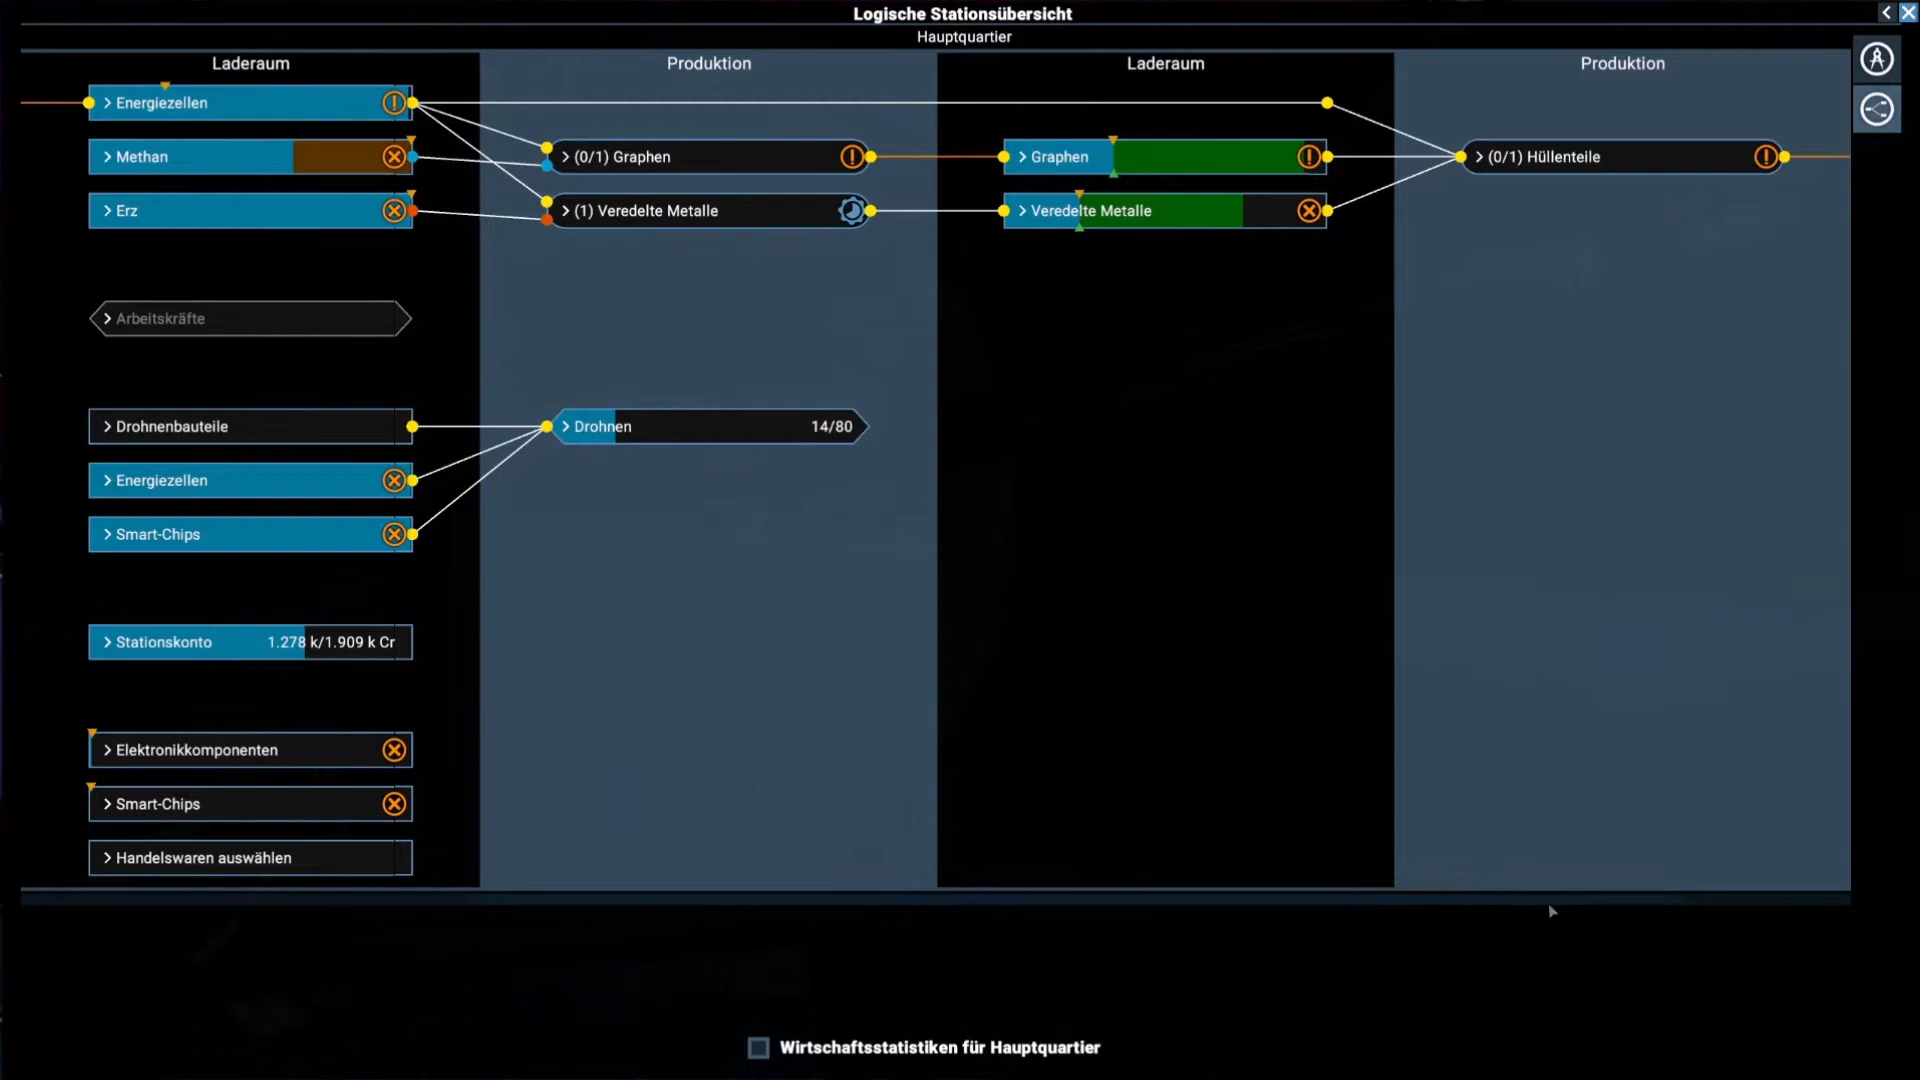 Logische Stationsübersicht
Hauptquartier
Laderaum
Produktion
Laderaum
Produktion
Energiezellen
Methan
(0/1) Graphen
Graphen
(0/1) Hüllenteile
Erz
(1) Veredelte Metalle
Veredelte Metalle
Arbeitskräfte
Drohnenbauteile
Drohnen 14/80
Energiezellen
Smart-Chips
Stationskonto 1.278 k/1.909 k Cr
Elektronikkomponenten
Smart-Chips
Handelswaren auswählen
Wirtschaftsstatistiken für Hauptquartier